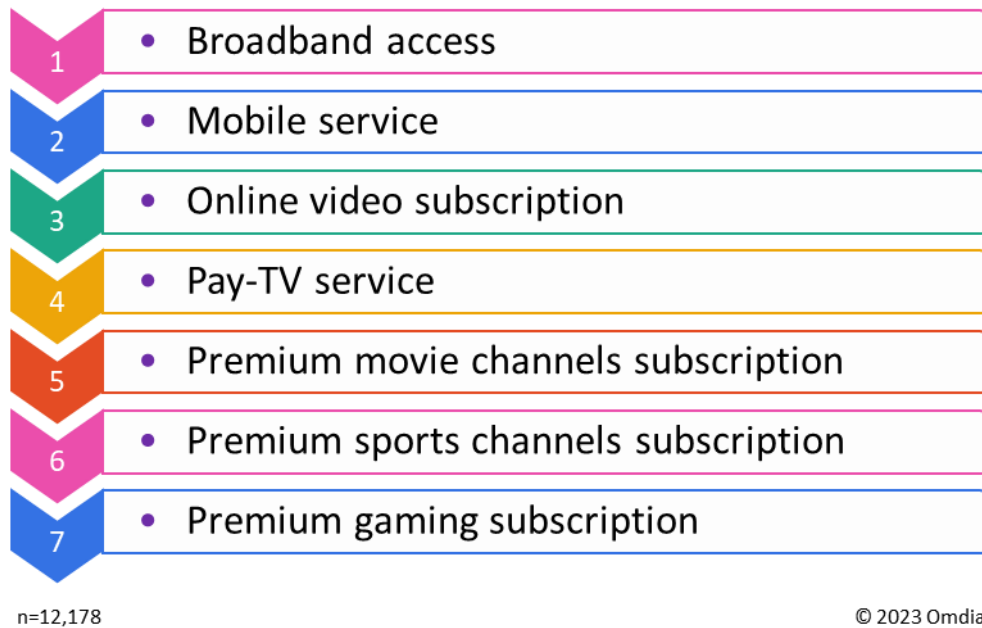 1 • Broadband access
2 • Mobile service
3 • Online video subscription
4 • Pay-TV service
5 • Premium movie channels subscription
6 • Premium sports channels subscription
7 • Premium gaming subscription
n=12,178 © 2023 Omdia